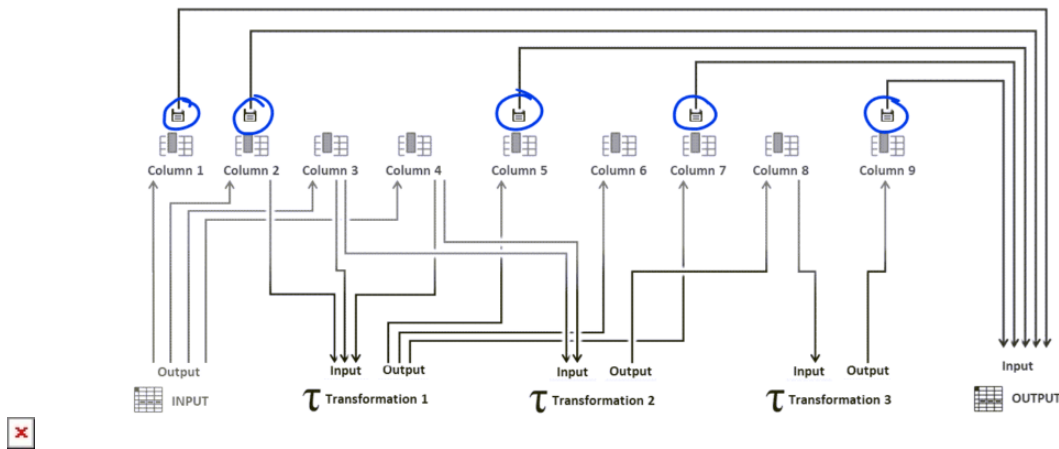 Column 1 Column 2 Column 3 Column 4 Column 5 Column 6 Column 7 Column 8 Column 9
Output Input Output Input Output Input Output Input
INPUT τ Transformation 1 τ Transformation 2 τ Transformation 3 OUTPUT